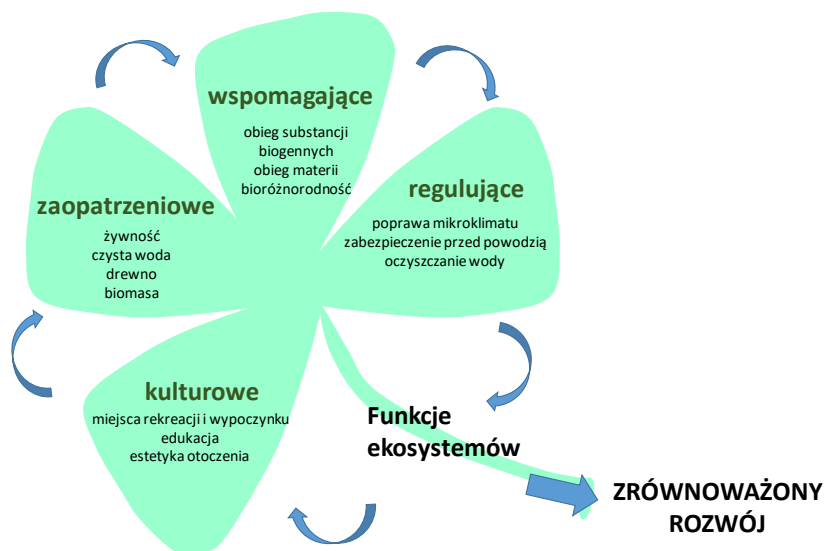 wspomagające
obieg substancji
biogennych
obieg materii
bioróżnorodność
regulujące
poprawa mikroklimatu
zabezpieczenie przed powodzią
oczyszczanie wody
zaopatrzeniowe
żywność
czysta woda
drewno
biomasa
kulturowe
miejsca rekreacji i wypoczynku
edukacja
estetyka otoczenia
Funkcje
ekosystemów
ZRÓWNOWAŻONY
ROZWÓJ